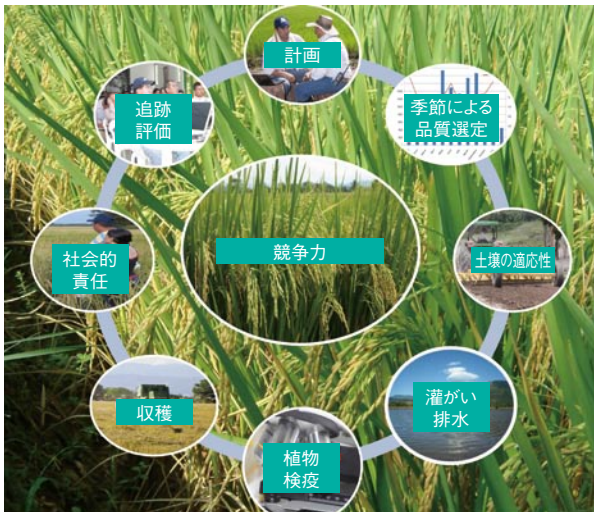 計画
季節による
品質選定
土壌の適応性
灌がい
排水
植物
検疫
収穫
社会的
責任
追跡
評価
競争力